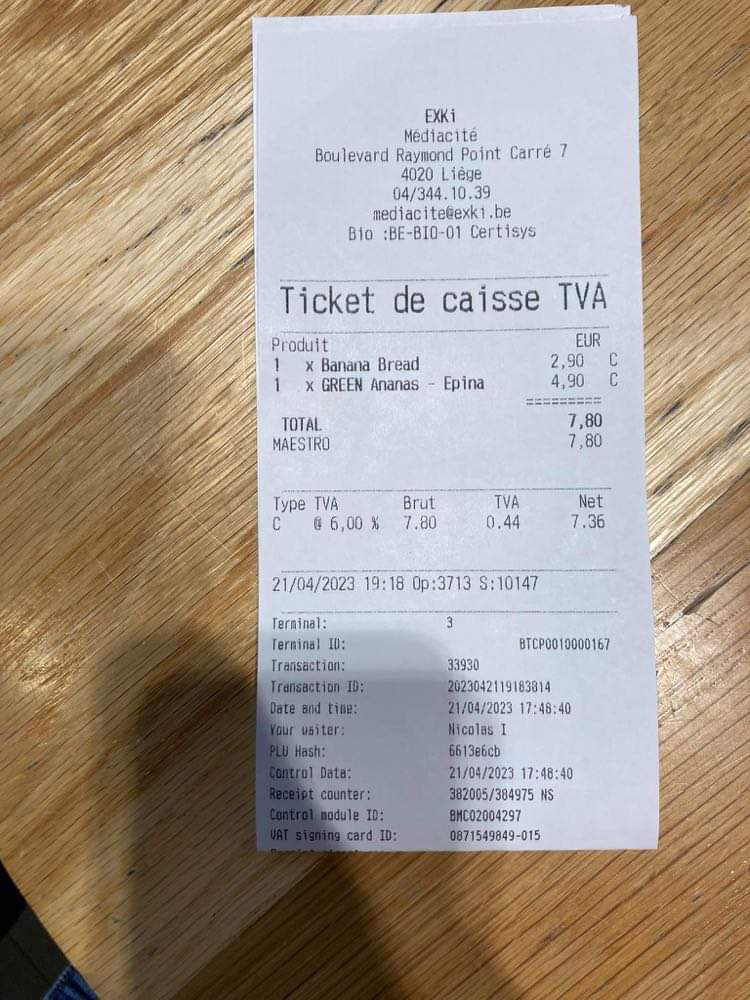 EXKi
Médiacité
Boulevard Raymond Point Carré 7
4020 Liège
04/344.10.39
mediacite@exki.be
Bio :BE-BIO-01 Certisys
Ticket de caisse TVA
Produit EUR
1 x Banana Bread 2,90 C
1 x GREEN Ananas - Epina 4,90 C
=========
TOTAL 7,80
MAESTRO 7,80
Type TVA Brut TVA Net
C @ 6,00 % 7.80 0.44 7.36
21/04/2023 19:18 Op:3713 S:10147
Terminal: 3
Terminal ID: BTCP0010000167
Transaction: 33930
Transaction ID: 2023042119183814
Date and time: 21/04/2023 17:48:40
Your waiter: Nicolas I
PLU Hash: 6613e6cb
Control Data: 21/04/2023 17:48:40
Receipt counter: 382005/384975 NS
Control module ID: BMC02004297
VAT signing card ID: 0871549849-015